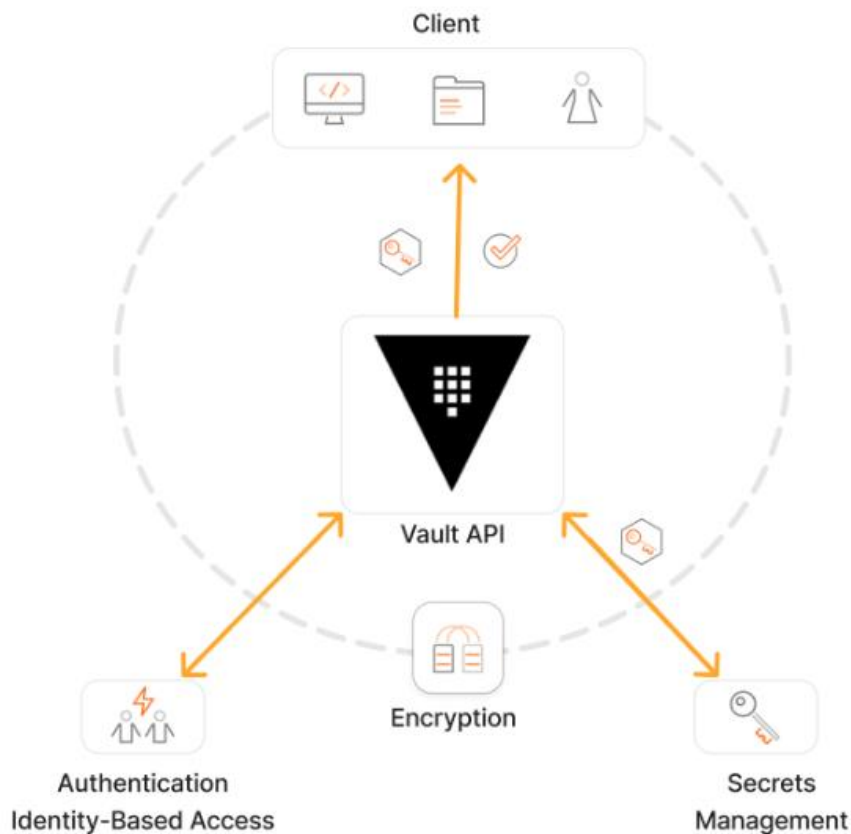 Client
</>
Vault API
Encryption
Authentication
Identity-Based Access
Secrets
Management